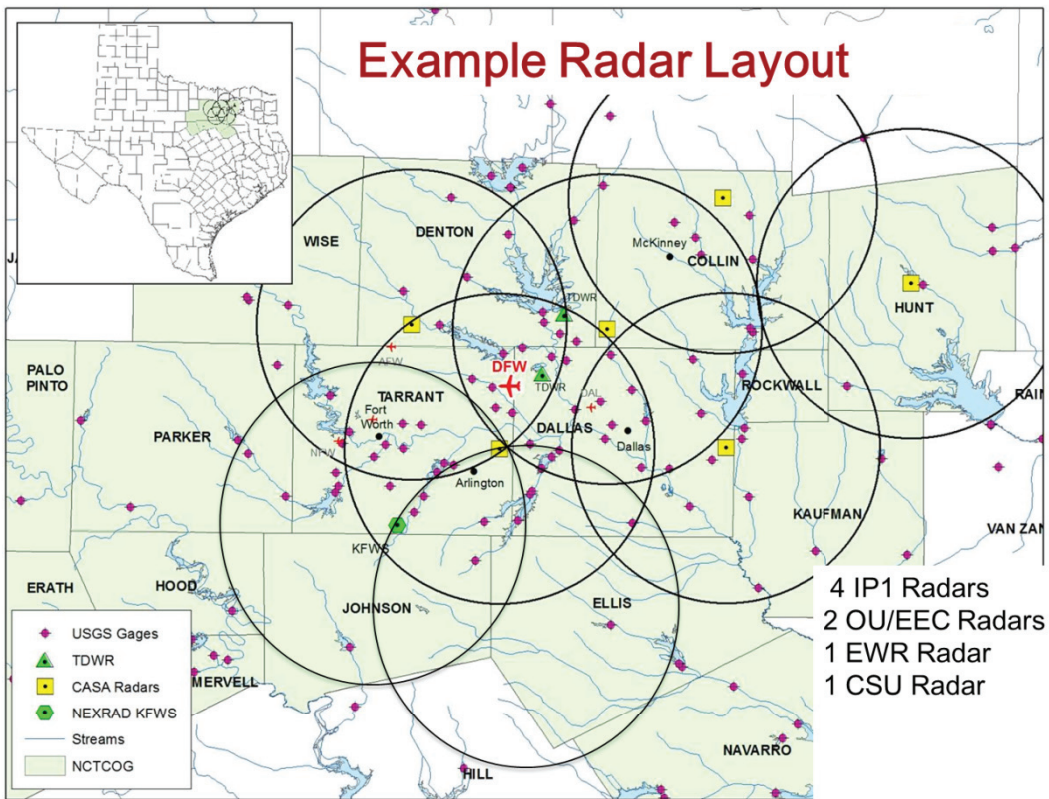 Example Radar Layout
WISE
DENTON
McKinney
COLLIN
HUNT
TDWR
AFW
DFW
TDWR
DAL
PALO
PINTO
PARKER
TARRANT
Fort
Worth
NFW
DALLAS
Dallas
ROCKWALL
RAIN
Arlington
KFWS
KAUFMAN
VAN ZAN
ERATH
HOOD
JOHNSON
ELLIS
MERVELL
HILL
NAVARRO
USGS Gages
TDWR
CASA Radars
NEXRAD KFWS
Streams
NCTCOG
4 IP1 Radars
2 OU/EEC Radars
1 EWR Radar
1 CSU Radar